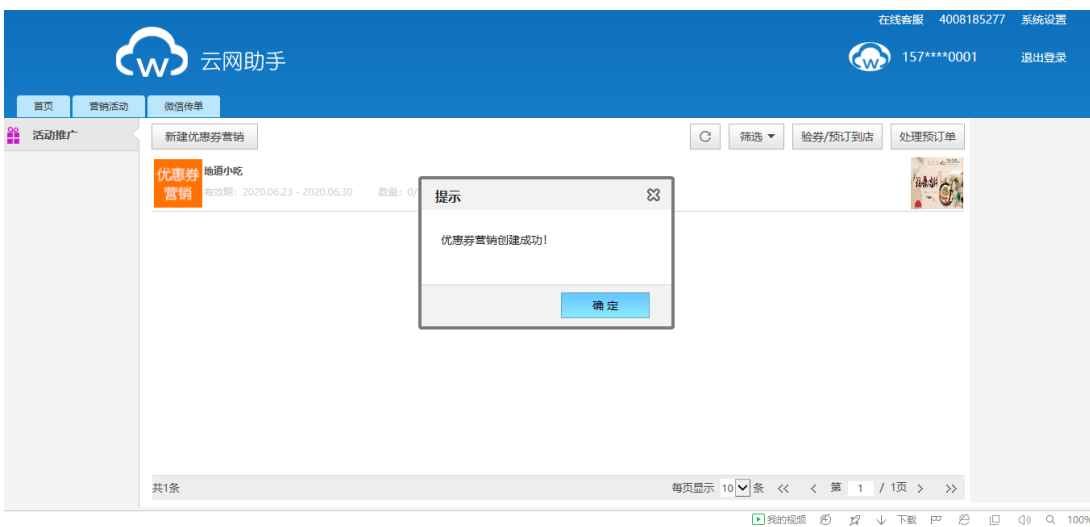 在线客服 4008185277 系统设置
W 云网助手
W 157****0001 退出登录
首页 营销活动 微信传单
活动推广
新建优惠券营销 筛选 验券/预订到店 处理预订单
优惠券
营销
地道小吃
有效期: 2020.06.23 - 2020.06.30 数量: 0/
提示
优惠券营销创建成功!
确 定
共1条 每页显示 10 条 第 1 / 1页
我的视频 下载 100%